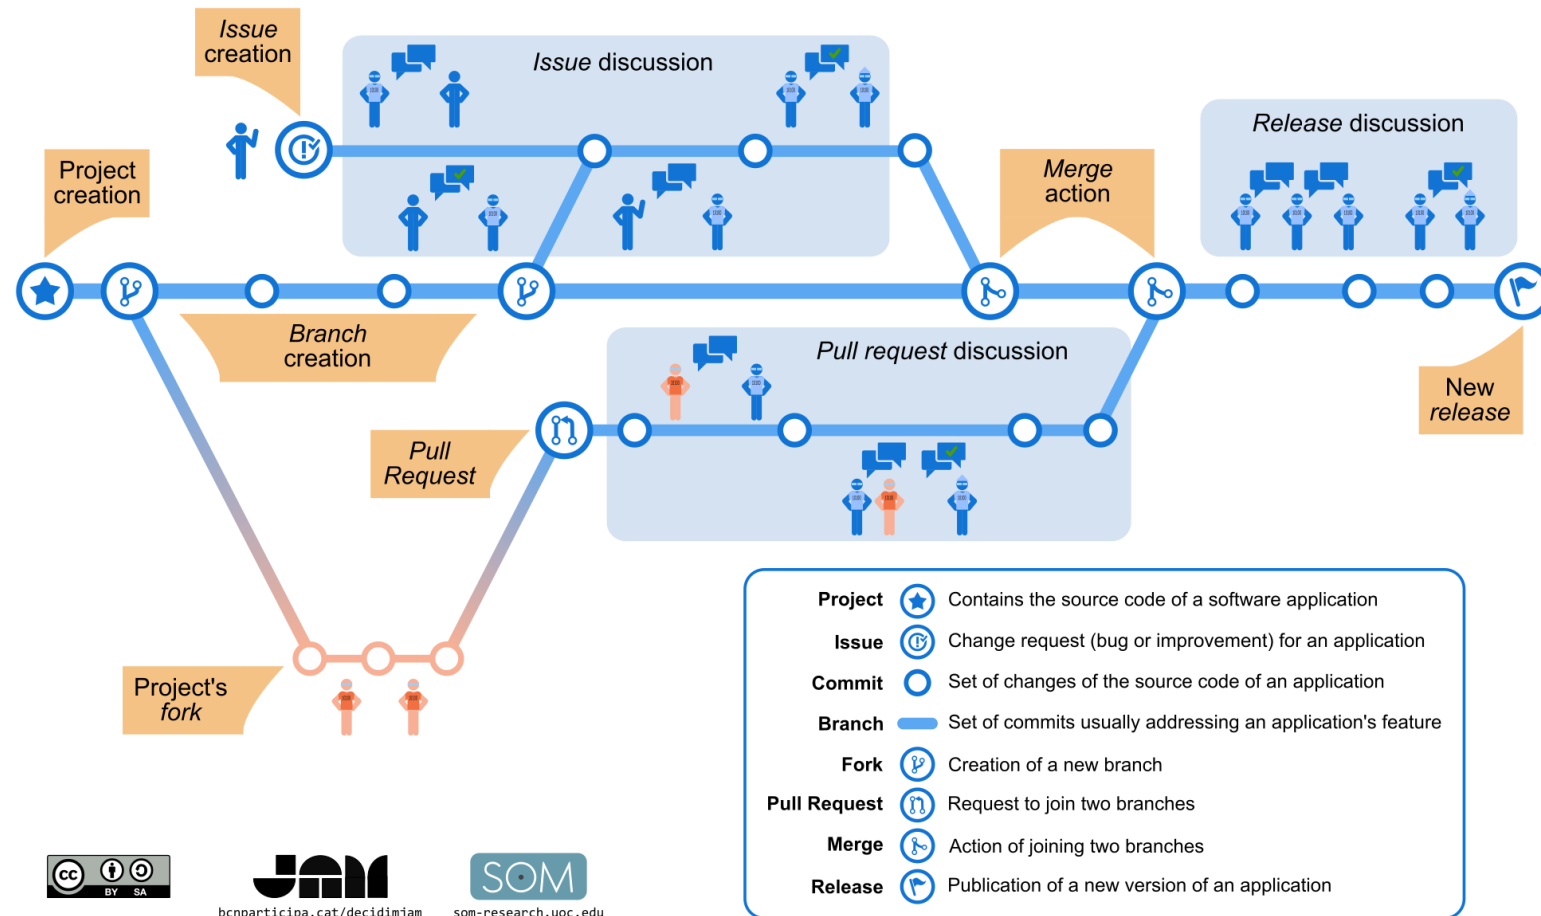 Issue
creation
Issue discussion
Release discussion
Project
creation
Merge
action
Branch
creation
Pull request discussion
New
release
Pull
Request
Project's
fork
Project Contains the source code of a software application
Issue Change request (bug or improvement) for an application
Commit Set of changes of the source code of an application
Branch Set of commits usually addressing an application's feature
Fork Creation of a new branch
Pull Request Request to join two branches
Merge Action of joining two branches
Release Publication of a new version of an application
cc
BY SA
JAM
bcnparticipa.cat/decidimjam
SOM
som-research.uoc.edu